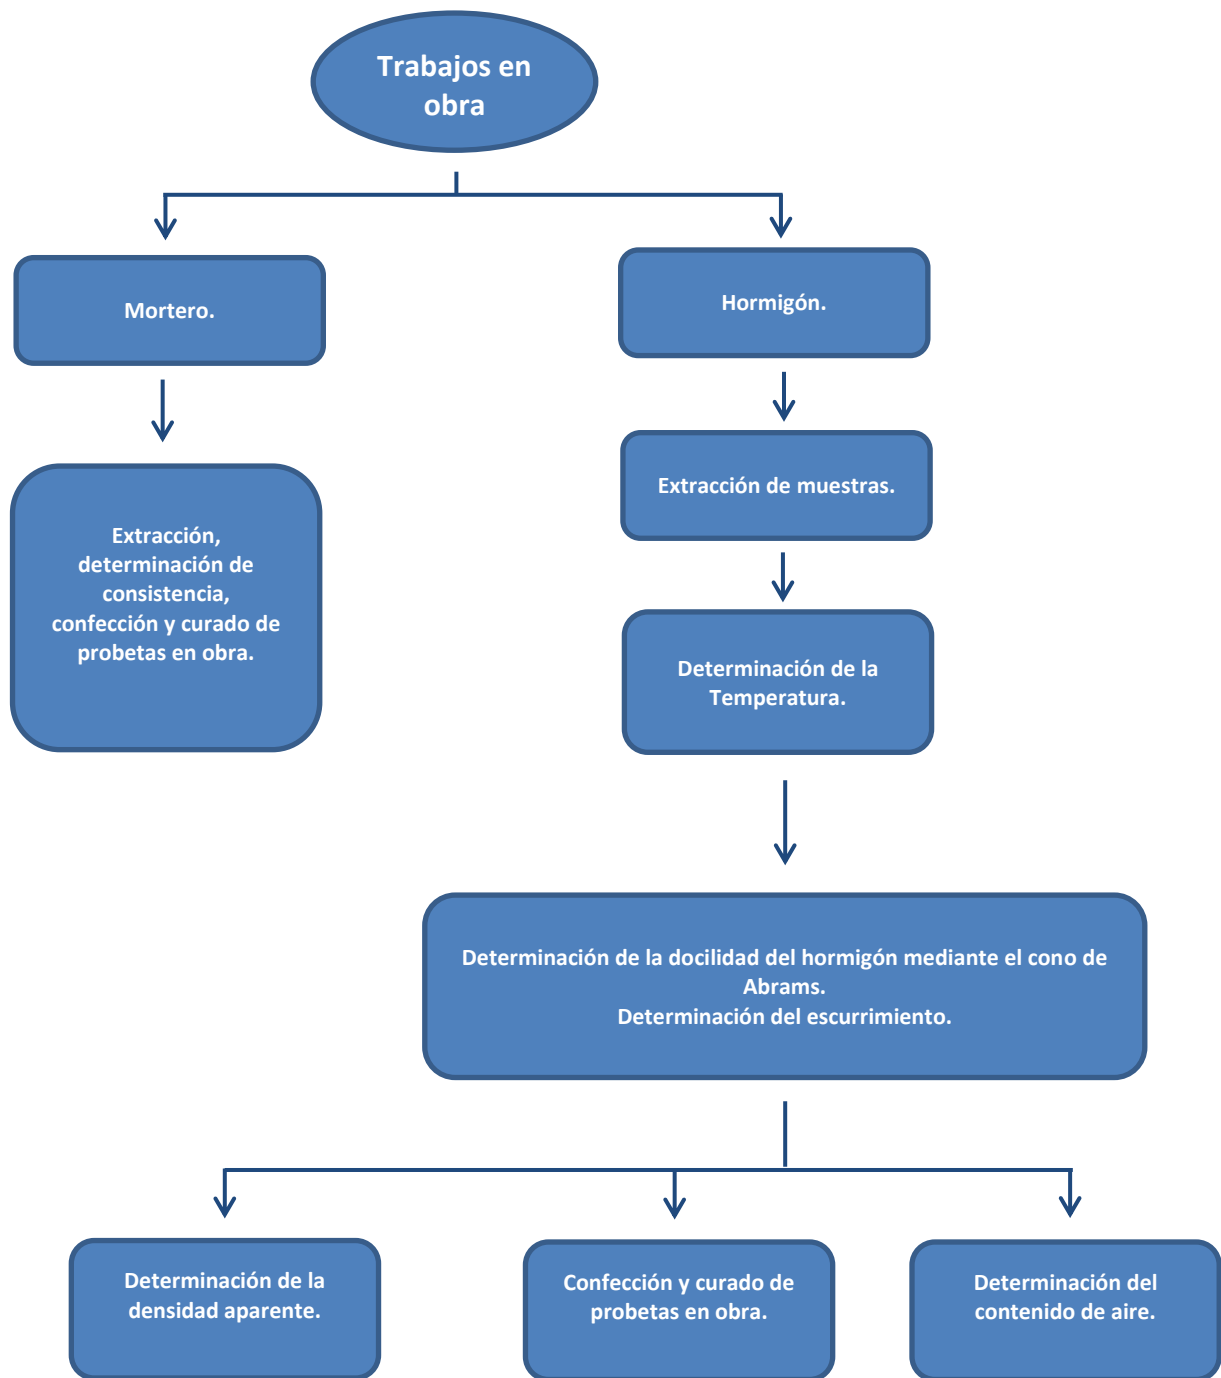 Trabajos en
obra
Mortero.
Hormigón.
Extracción,
determinación de
consistencia,
confección y curado de
probetas en obra.
Extracción de muestras.
Determinación de la
Temperatura.
Determinación de la docilidad del hormigón mediante el cono de
Abrams.
Determinación del escurrimiento.
Determinación de la
densidad aparente.
Confección y curado de
probetas en obra.
Determinación del
contenido de aire.